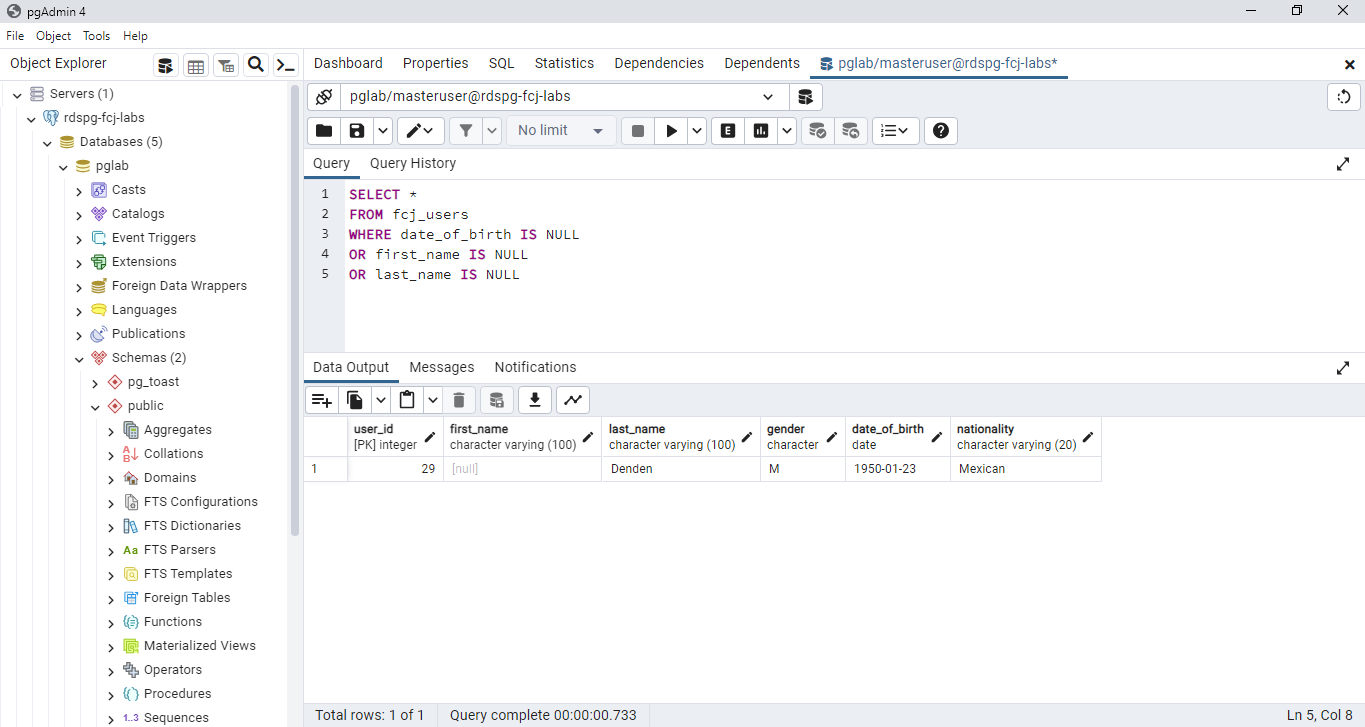 pgAdmin 4
File Object Tools Help
Object Explorer
Servers (1)
rdspg-fcj-labs
Databases (5)
pglab
Casts
Catalogs
Event Triggers
Extensions
Foreign Data Wrappers
Languages
Publications
Schemas (2)
pg_toast
public
Aggregates
Collations
Domains
FTS Configurations
FTS Dictionaries
Aa FTS Parsers
FTS Templates
Foreign Tables
Functions
Materialized Views
Operators
Procedures
1..3 Sequences
Dashboard Properties SQL Statistics Dependencies Dependents pglab/masteruser@rdspg-fcj-labs*
pglab/masteruser@rdspg-fcj-labs
No limit E
Query Query History
1 SELECT *
2 FROM fcj_users
3 WHERE date_of_birth IS NULL
4 OR first_name IS NULL
5 OR last_name IS NULL
Data Output Messages Notifications
user_id first_name last_name gender date_of_birth nationality
[PK] integer character varying (100) character varying (100) character date character varying (20)
1 29 [null] Denden M 1950-01-23 Mexican
Total rows: 1 of 1 Query complete 00:00:00.733 Ln 5, Col 8